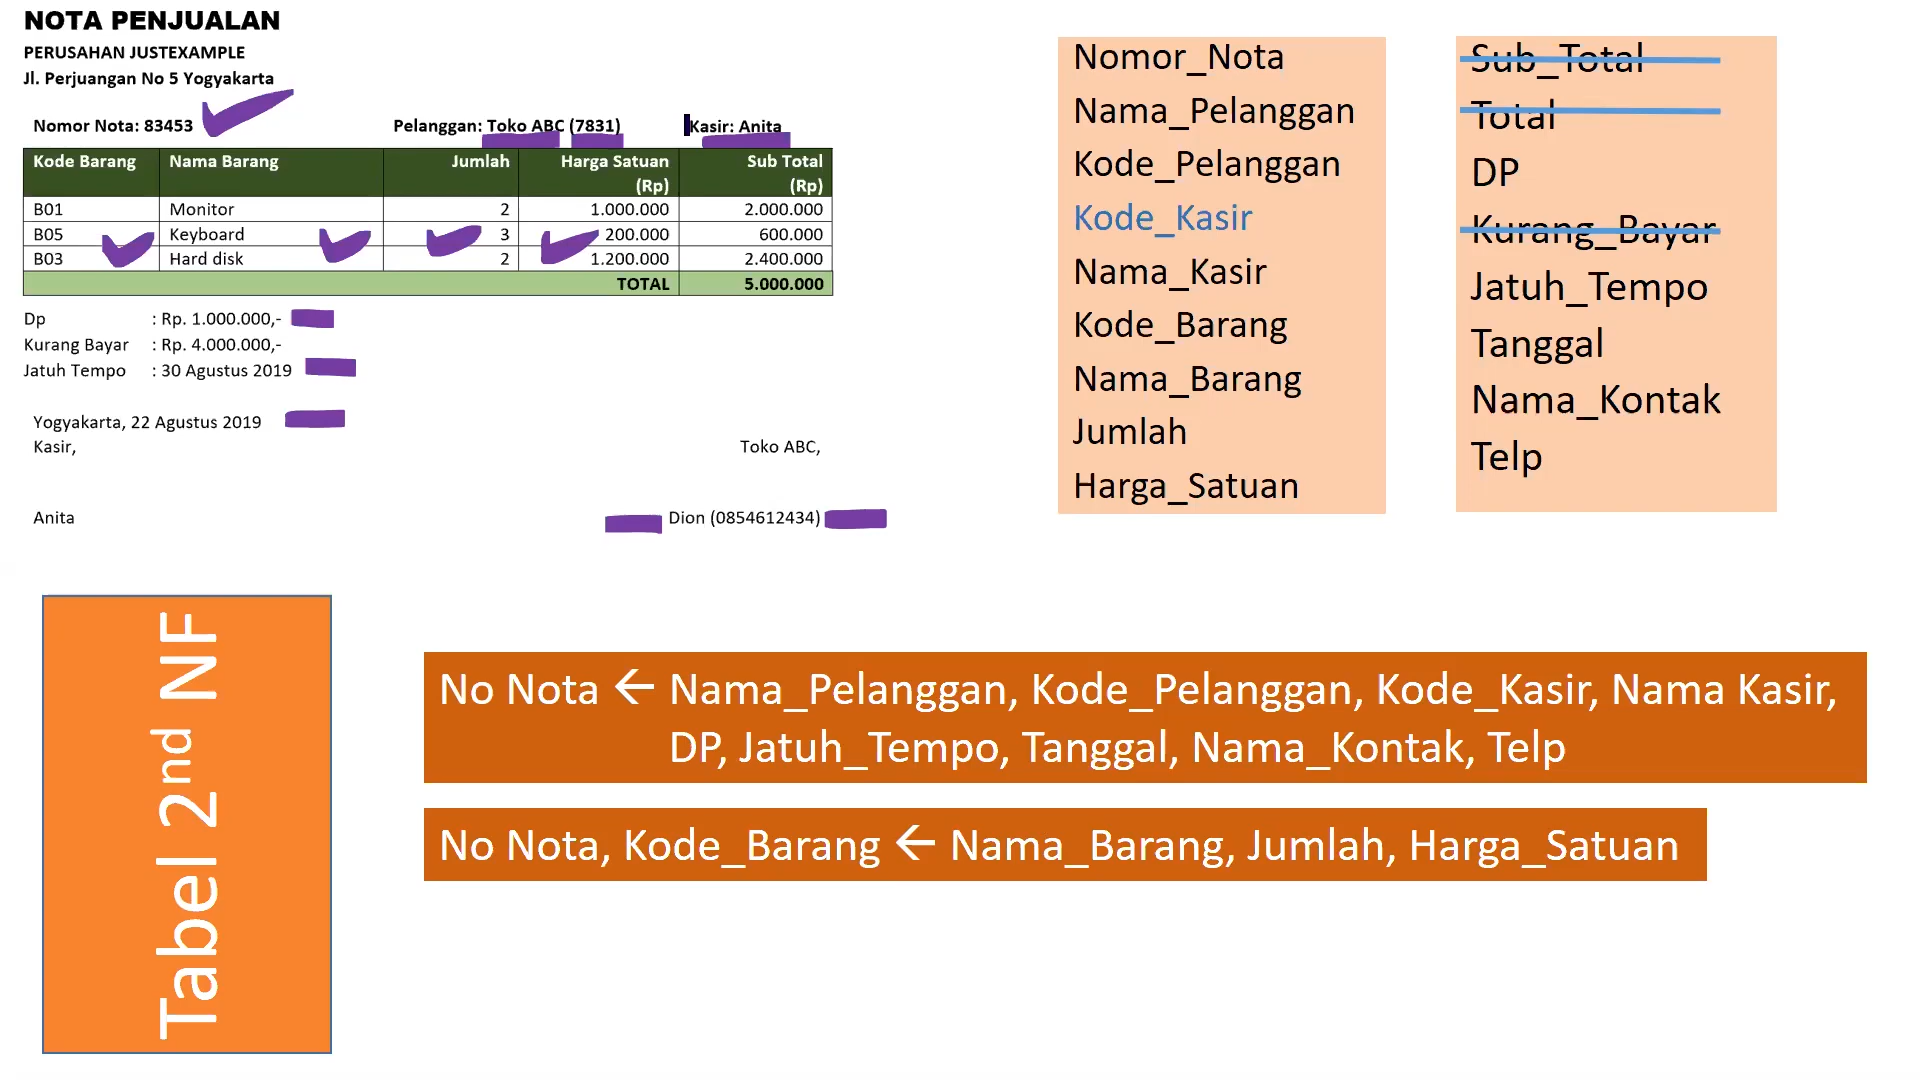 NOTA PENJUALAN
PERUSAHAN JUSTEXAMPLE
Jl. Perjuangan No 5 Yogyakarta
Nomor Nota: 83453 Pelanggan: Toko ABC (7831) Kasir: Anita
Kode Barang Nama Barang Jumlah Harga Satuan (Rp) Sub Total (Rp)
B01 Monitor 2 1.000.000 2.000.000
B05 Keyboard 3 200.000 600.000
B03 Hard disk 2 1.200.000 2.400.000
TOTAL 5.000.000
Dp : Rp. 1.000.000,-
Kurang Bayar : Rp. 4.000.000,-
Jatuh Tempo : 30 Agustus 2019
Yogyakarta, 22 Agustus 2019
Kasir, Toko ABC,
Anita Dion (0854612434)
Nomor_Nota
Nama_Pelanggan
Kode_Pelanggan
Kode_Kasir
Nama_Kasir
Kode_Barang
Nama_Barang
Jumlah
Harga_Satuan
Sub_Total
Total
DP
Kurang_Bayar
Jatuh_Tempo
Tanggal
Nama_Kontak
Telp
Tabel 2nd NF
No Nota ← Nama_Pelanggan, Kode_Pelanggan, Kode_Kasir, Nama Kasir,
DP, Jatuh_Tempo, Tanggal, Nama_Kontak, Telp
No Nota, Kode_Barang ← Nama_Barang, Jumlah, Harga_Satuan